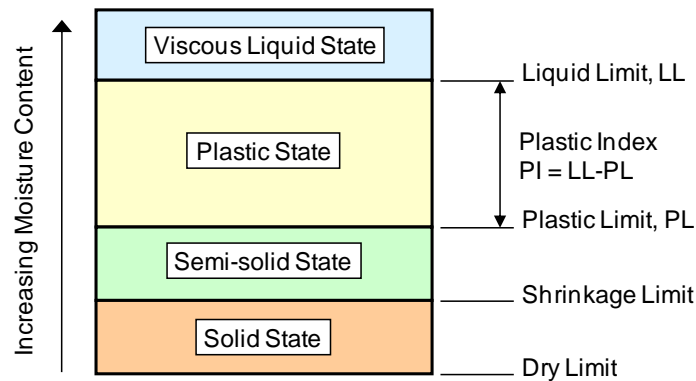 Increasing Moisture Content
Viscous Liquid State
Liquid Limit, LL
Plastic State
Plastic Index
PI = LL-PL
Plastic Limit, PL
Semi-solid State
Shrinkage Limit
Solid State
Dry Limit